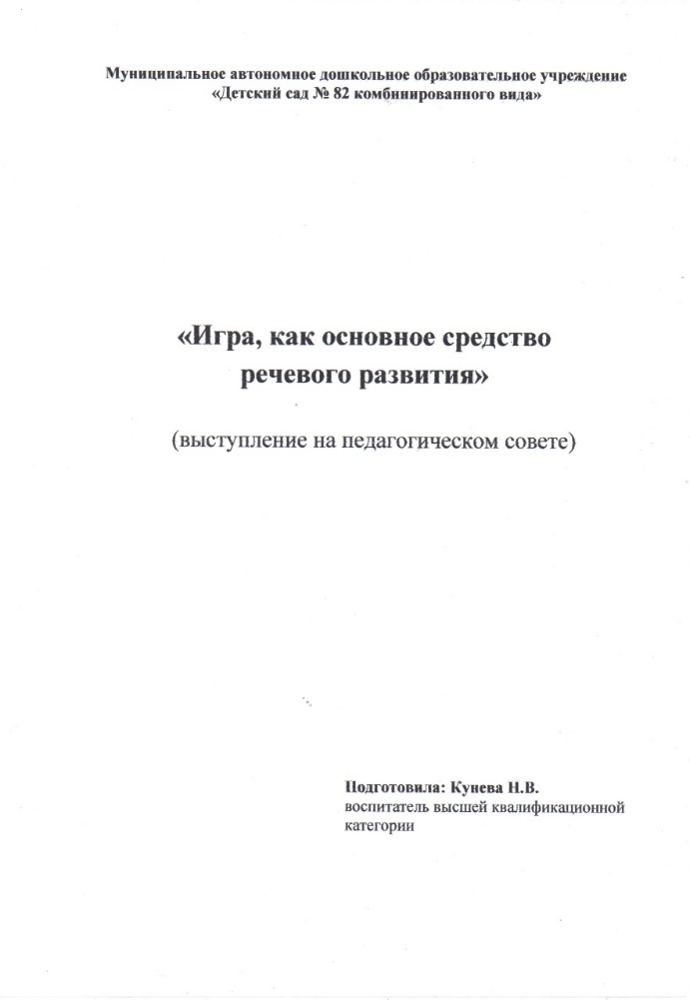 Муниципальное автономное дошкольное образовательное учреждение
«Детский сад № 82 комбинированного вида»
«Игра, как основное средство
речевого развития»
(выступление на педагогическом совете)
Подготовила: Кунева Н.В.
воспитатель высшей квалификационной
категории